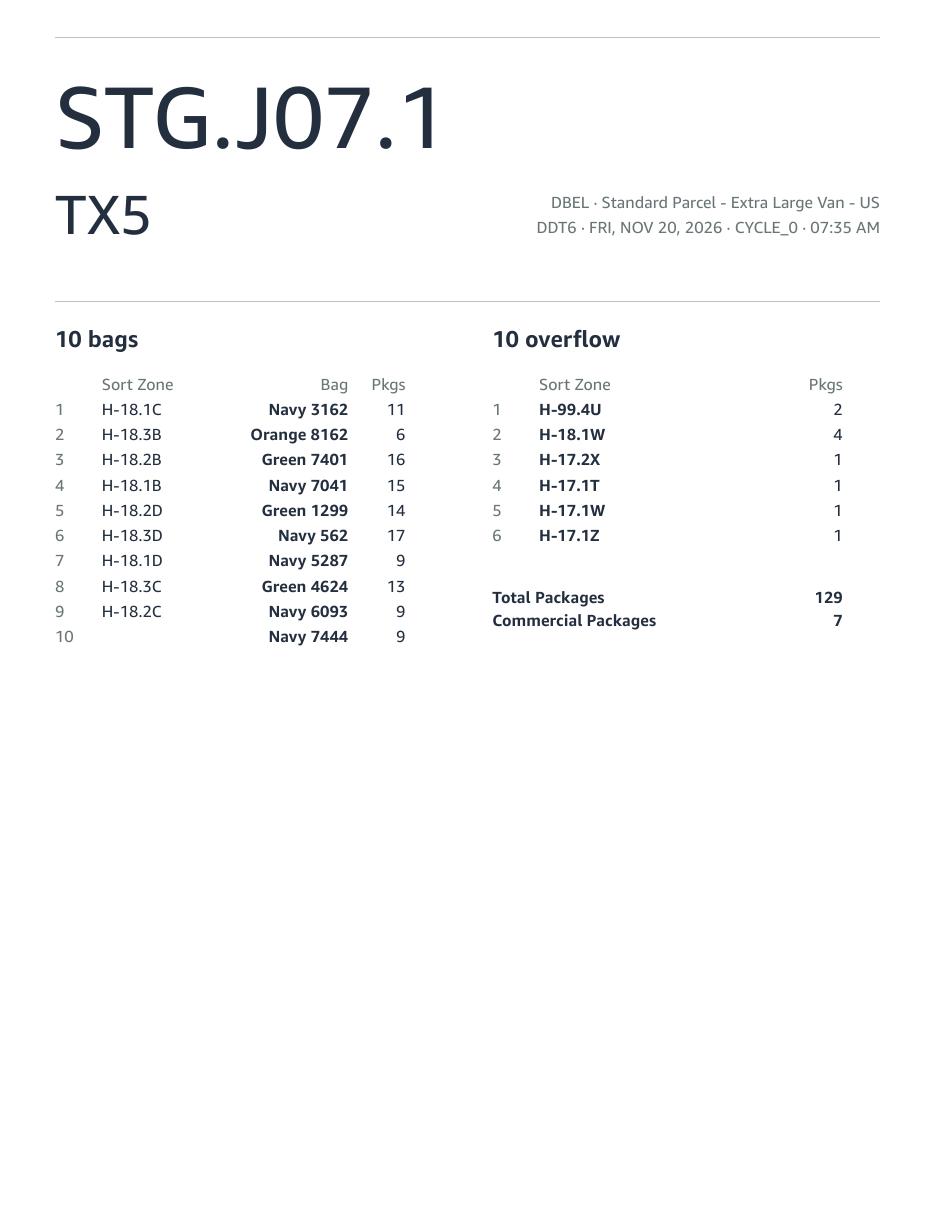 STG.J07.1
TX5
DBEL · Standard Parcel - Extra Large Van - US
DDT6 · FRI, NOV 20, 2026 · CYCLE_0 · 07:35 AM
10 bags
Sort Zone Bag Pkgs
1 H-18.1C Navy 3162 11
2 H-18.3B Orange 8162 6
3 H-18.2B Green 7401 16
4 H-18.1B Navy 7041 15
5 H-18.2D Green 1299 14
6 H-18.3D Navy 562 17
7 H-18.1D Navy 5287 9
8 H-18.3C Green 4624 13
9 H-18.2C Navy 6093 9
10 Navy 7444 9
10 overflow
Sort Zone Pkgs
1 H-99.4U 2
2 H-18.1W 4
3 H-17.2X 1
4 H-17.1T 1
5 H-17.1W 1
6 H-17.1Z 1
Total Packages 129
Commercial Packages 7